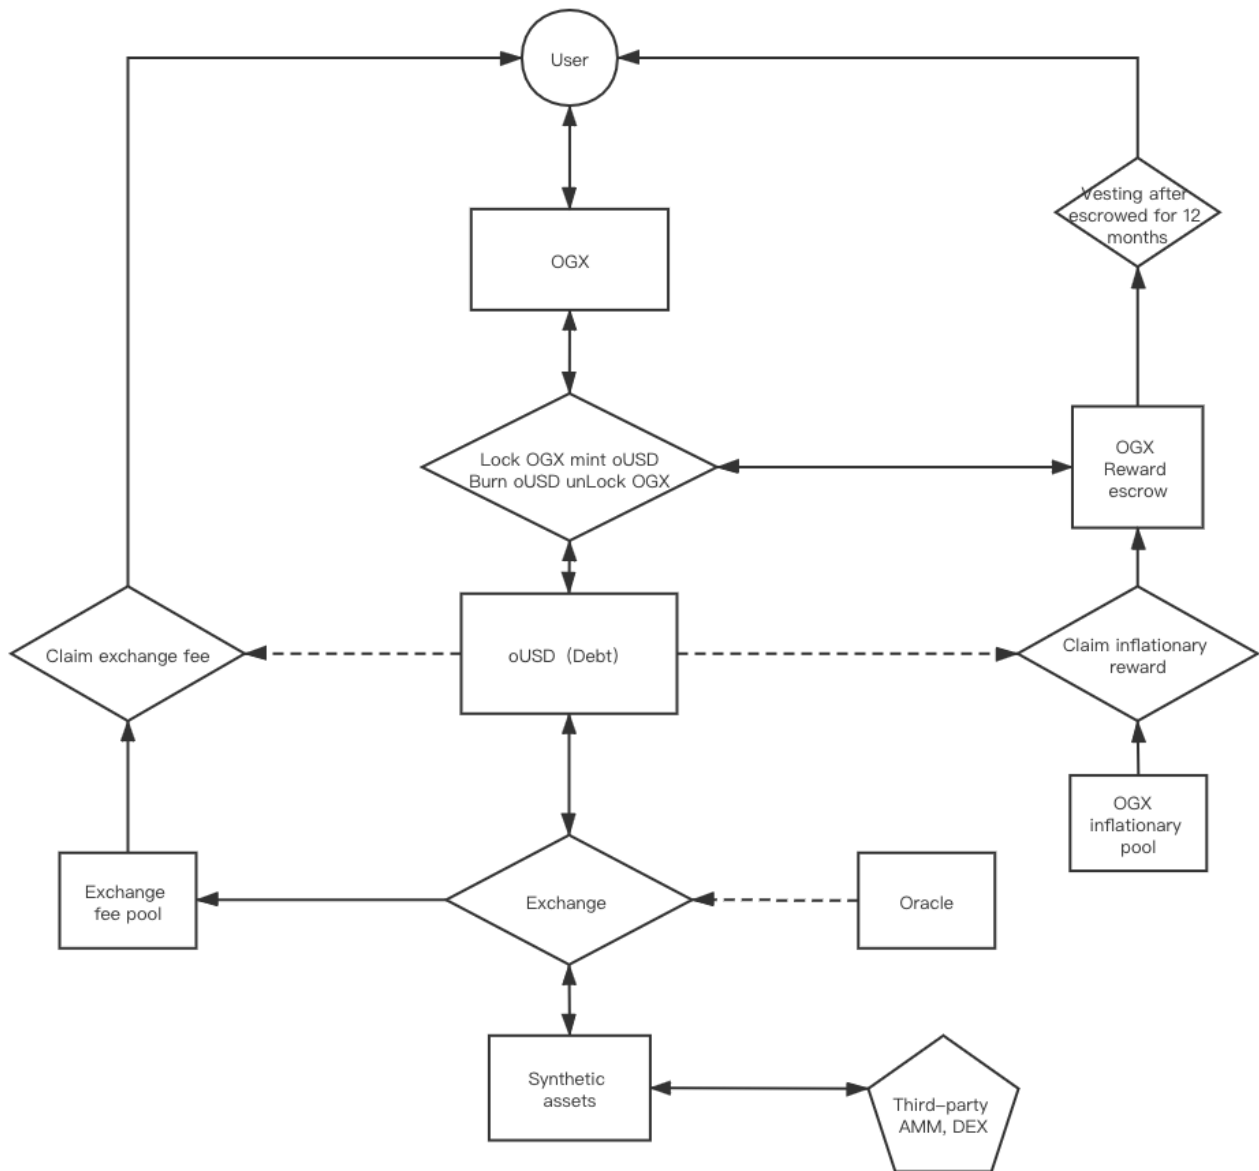 User
Vesting after
escrowed for 12
months
OGX
Lock OGX mint oUSD
Burn oUSD unLock OGX
OGX
Reward
escrow
Claim exchange fee
oUSD（Debt）
Claim inflationary
reward
OGX
inflationary
pool
Exchange
fee pool
Exchange
Oracle
Synthetic
assets
Third-party
AMM, DEX